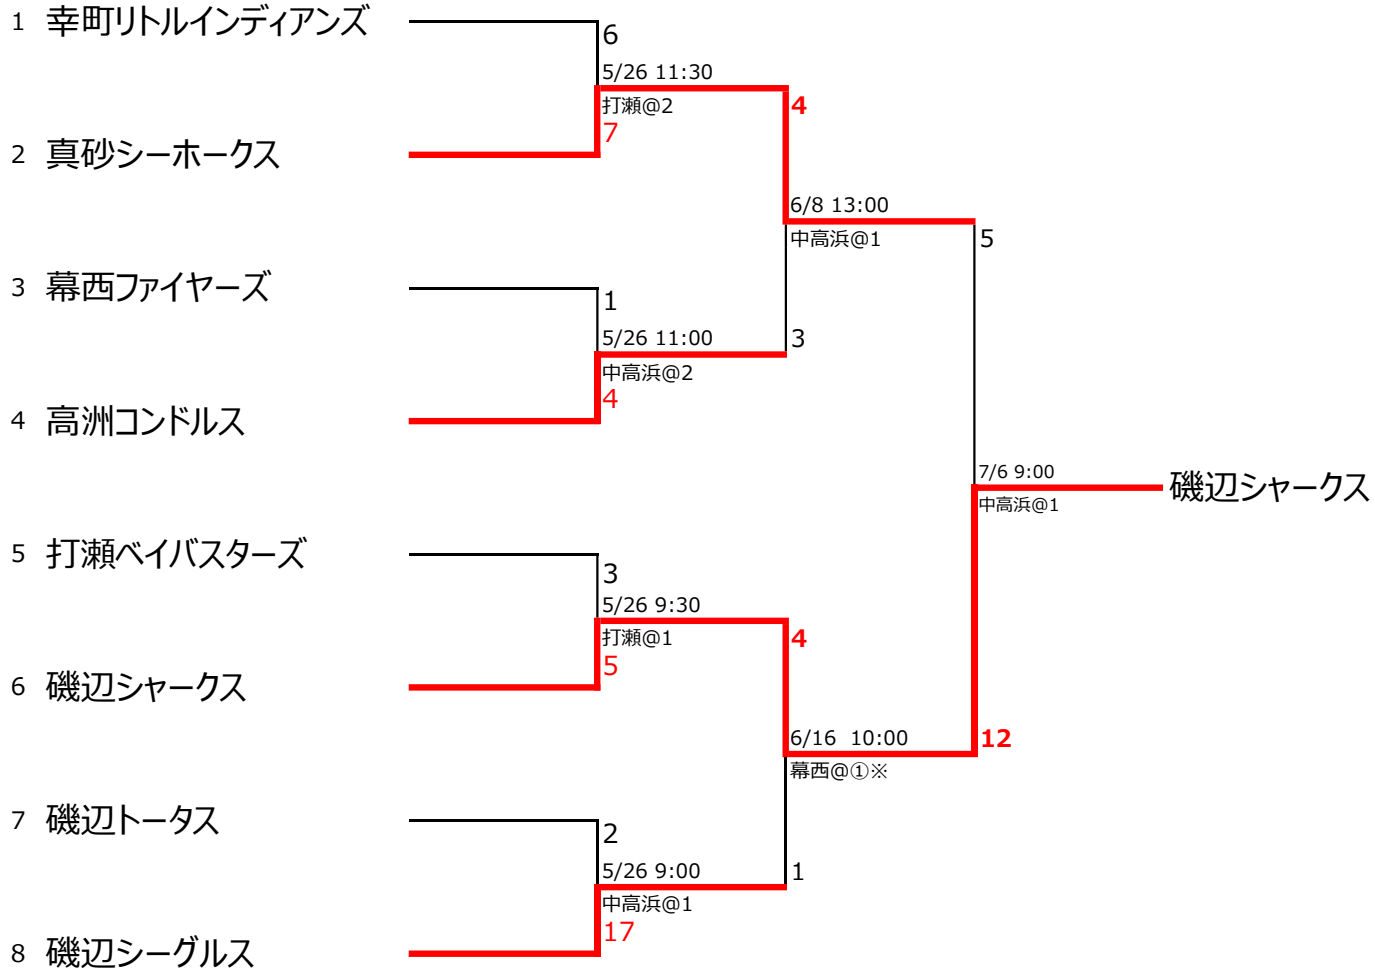 1 幸町リトルインディアンズ
6
5/26 11:30
打瀬@2
7
4
2 真砂シーホークス
6/8 13:00
中高浜@1
5
3 幕西ファイヤーズ
1
5/26 11:00
中高浜@2
4
3
4 高洲コンドルス
7/6 9:00
中高浜@1
磯辺シャークス
5 打瀬ベイバスターズ
3
5/26 9:30
打瀬@1
5
4
6 磯辺シャークス
6/16 10:00
幕西@①※
12
7 磯辺トータス
2
5/26 9:00
中高浜@1
17
1
8 磯辺シーグルス